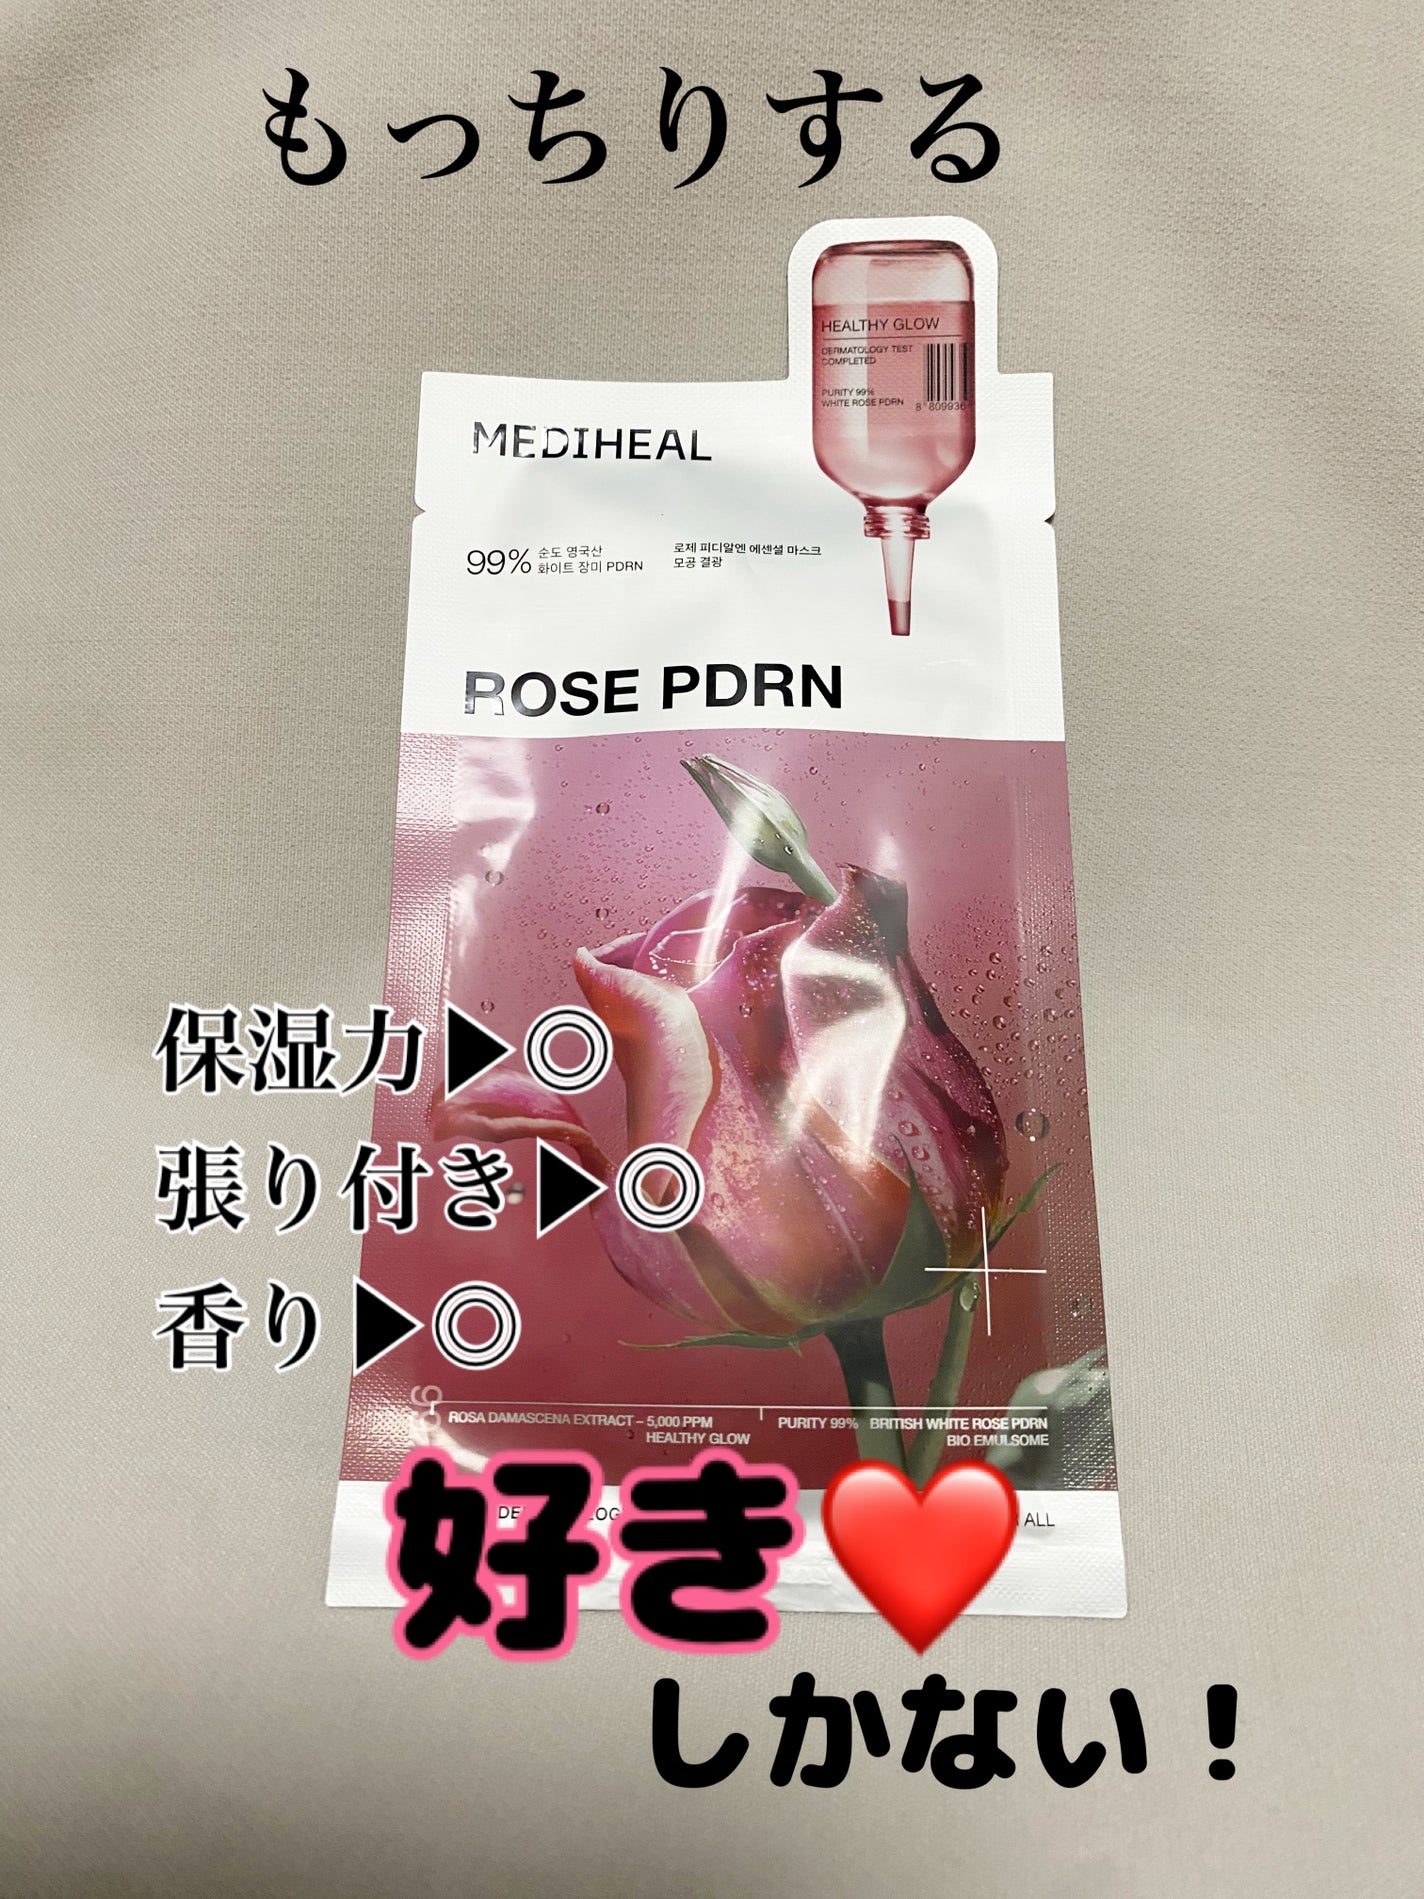 もっちりする
HEALTHY GLOW
DERMATOLOGY TEST
COMPLETED
PURITY 99%
WHITE ROSE PDRN
8 809936
MEDIHEAL
99% 순도 영국산
화이트 장미 PDRN
로제 피디알엔 에센셜 마스크
모공 결광
ROSE PDRN
保湿力▶◎
張り付き▶◎
香り▶◎
ROSA DAMASCENA EXTRACT – 5,000 PPM
HEALTHY GLOW
PURITY 99% BRITISH WHITE ROSE PDRN
BIO EMULSOME
ALL
好き❤️
しかない！